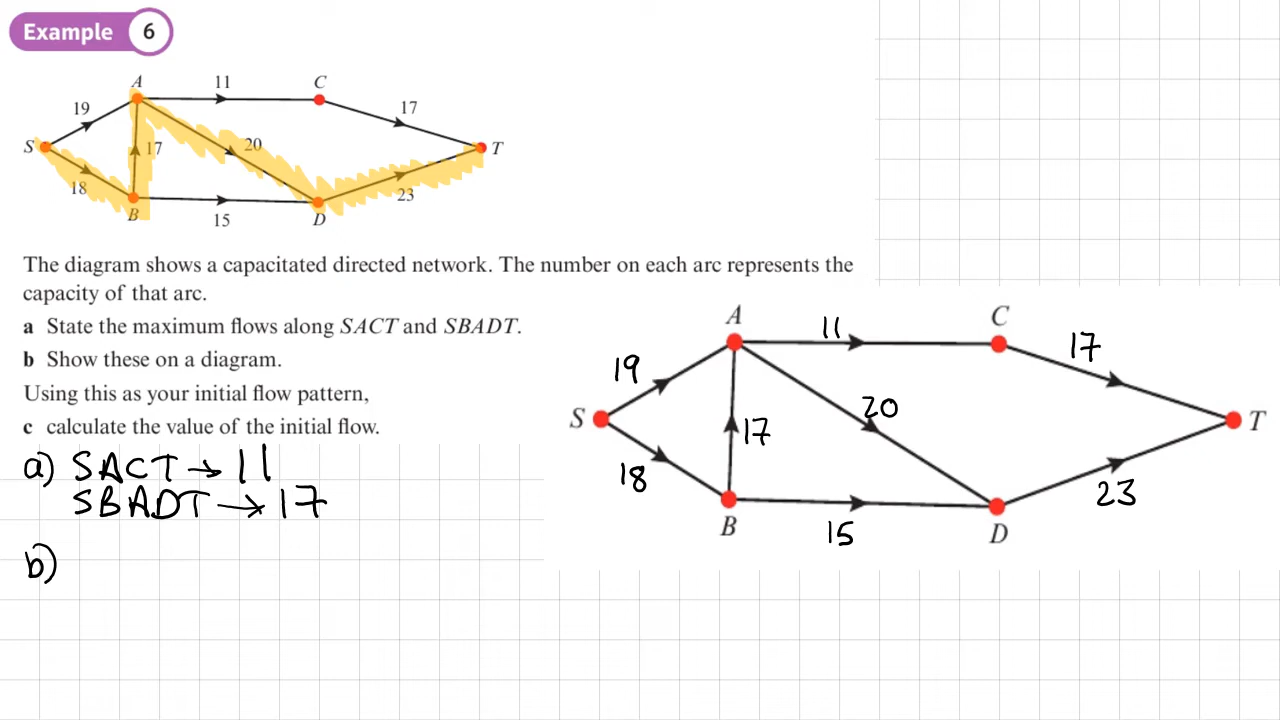 Example 6
A 11 C
19 17
S 17 20 T
18 23
B 15 D
The diagram shows a capacitated directed network. The number on each arc represents the
capacity of that arc.
a State the maximum flows along SACT and SBADT.
b Show these on a diagram.
Using this as your initial flow pattern,
c calculate the value of the initial flow.
a) SACT → 11
SBADT → 17
b)
A 11 C
19 17
S 17 20 T
18 23
B 15 D